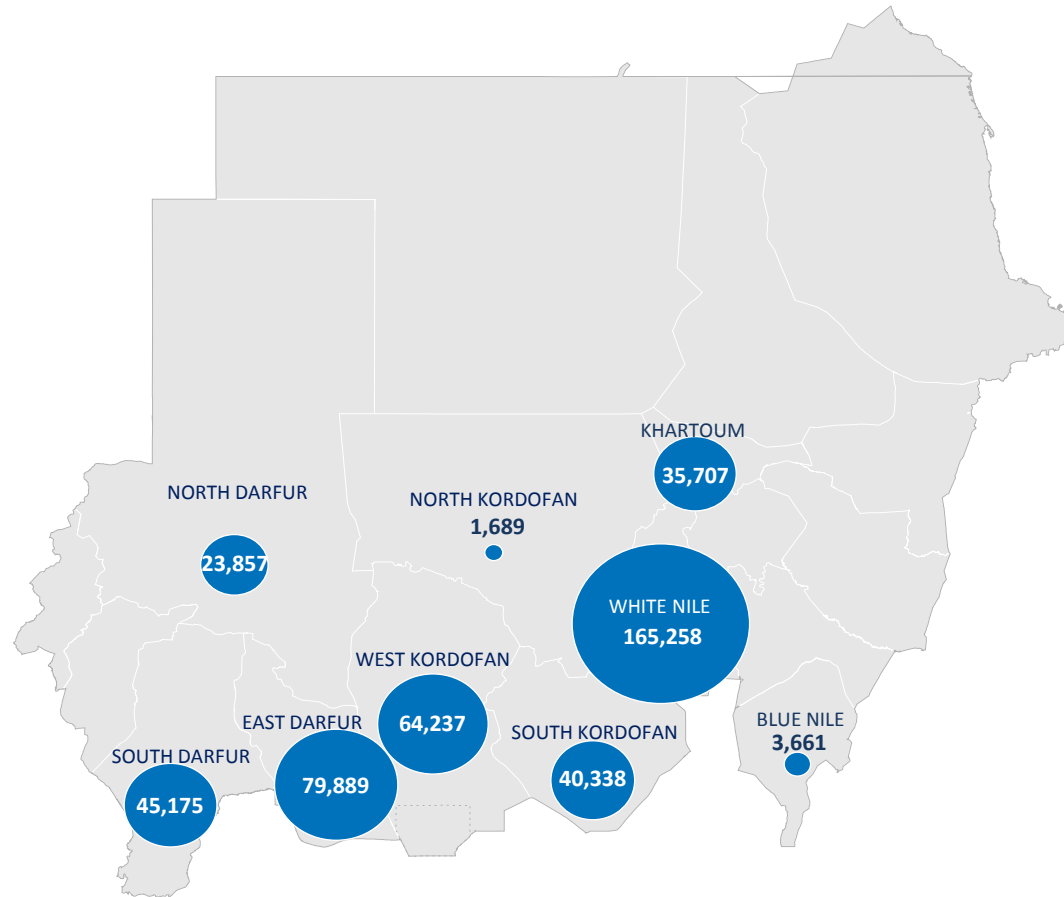 KHARTOUM
35,707
NORTH DARFUR
23,857
NORTH KORDOFAN
1,689
WHITE NILE
165,258
WEST KORDOFAN
64,237
EAST DARFUR
79,889
SOUTH KORDOFAN
40,338
BLUE NILE
3,661
SOUTH DARFUR
45,175